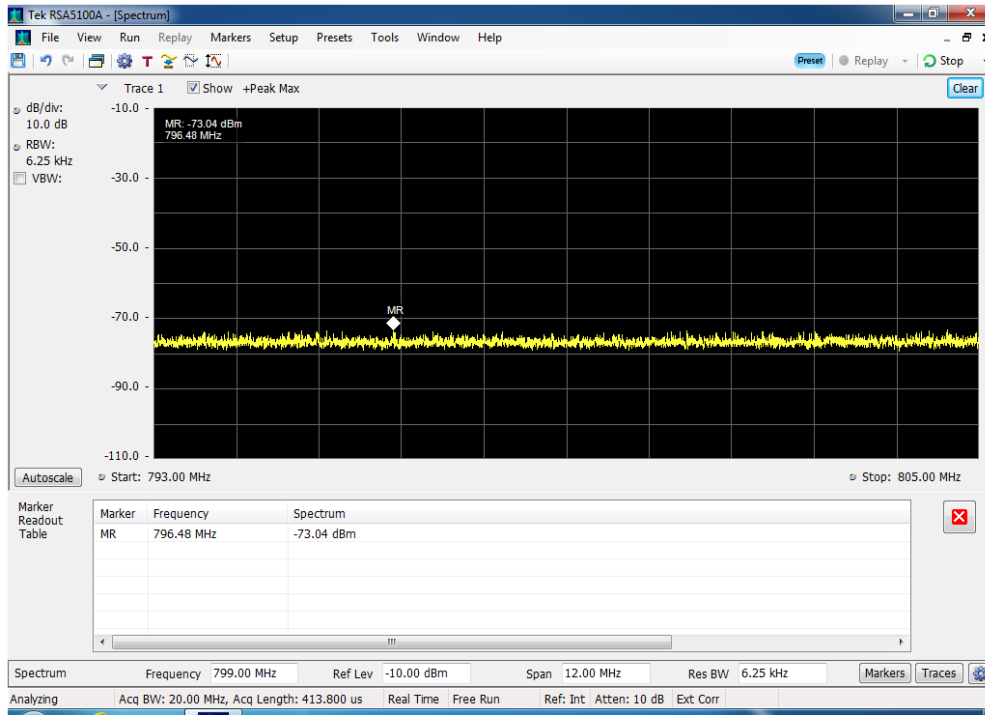 Tek RSA5100A - [Spectrum]
File View Run Replay Markers Setup Presets Tools Window Help
T Preset Replay Stop
Trace 1 Show +Peak Max Clear
dB/div:
10.0 dB
RBW:
6.25 kHz
VBW:
-10.0 -
-30.0 -
-50.0 -
-70.0 -
-90.0 -
-110.0 -
MR: -73.04 dBm
796.48 MHz
MR
Autoscale Start: 793.00 MHz Stop: 805.00 MHz
Marker
Readout
Table
Marker Frequency Spectrum
MR 796.48 MHz -73.04 dBm
Spectrum Frequency 799.00 MHz Ref Lev -10.00 dBm Span 12.00 MHz Res BW 6.25 kHz Markers Traces
Analyzing Acq BW: 20.00 MHz, Acq Length: 413.800 us Real Time Free Run Ref: Int Atten: 10 dB Ext Corr